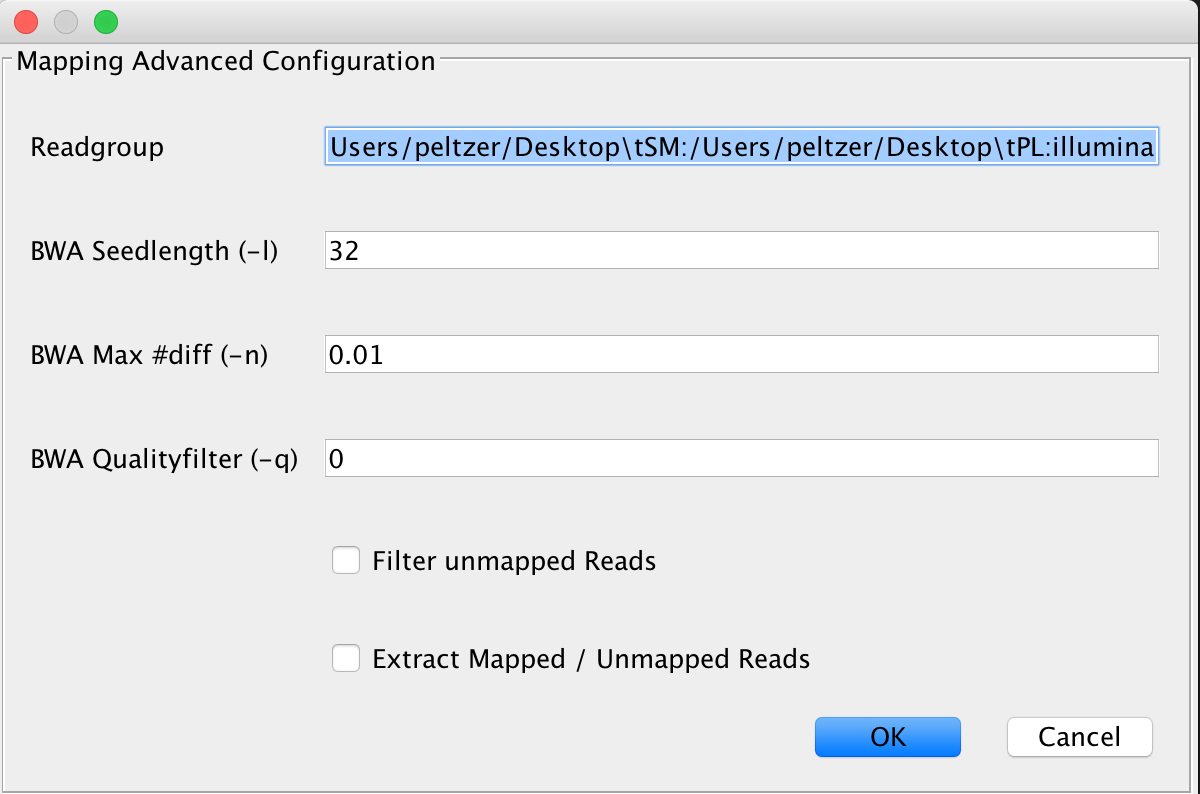 Mapping Advanced Configuration
Readgroup Users/peltzer/Desktop\tSM:/Users/peltzer/Desktop\tPL:illumina
BWA Seedlength (-l) 32
BWA Max #diff (-n) 0.01
BWA Qualityfilter (-q) 0
Filter unmapped Reads
Extract Mapped / Unmapped Reads
OK Cancel